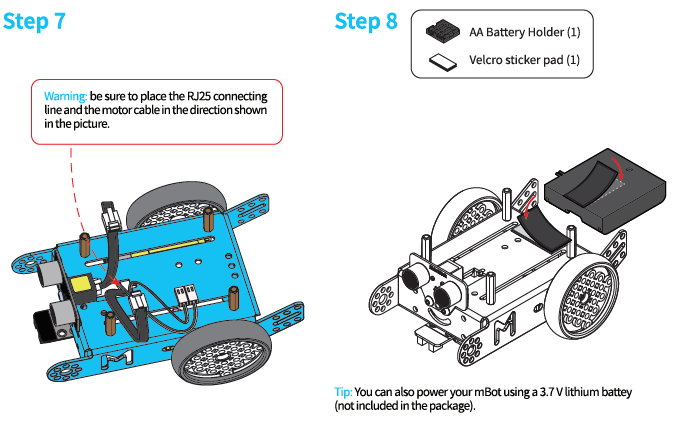 Step 7
Warning: be sure to place the RJ25 connecting
line and the motor cable in the direction shown
in the picture.
M
Step 8
AA Battery Holder (1)
Velcro sticker pad (1)
M
Tip: You can also power your mBot using a 3.7 V lithium battey
(not included in the package).